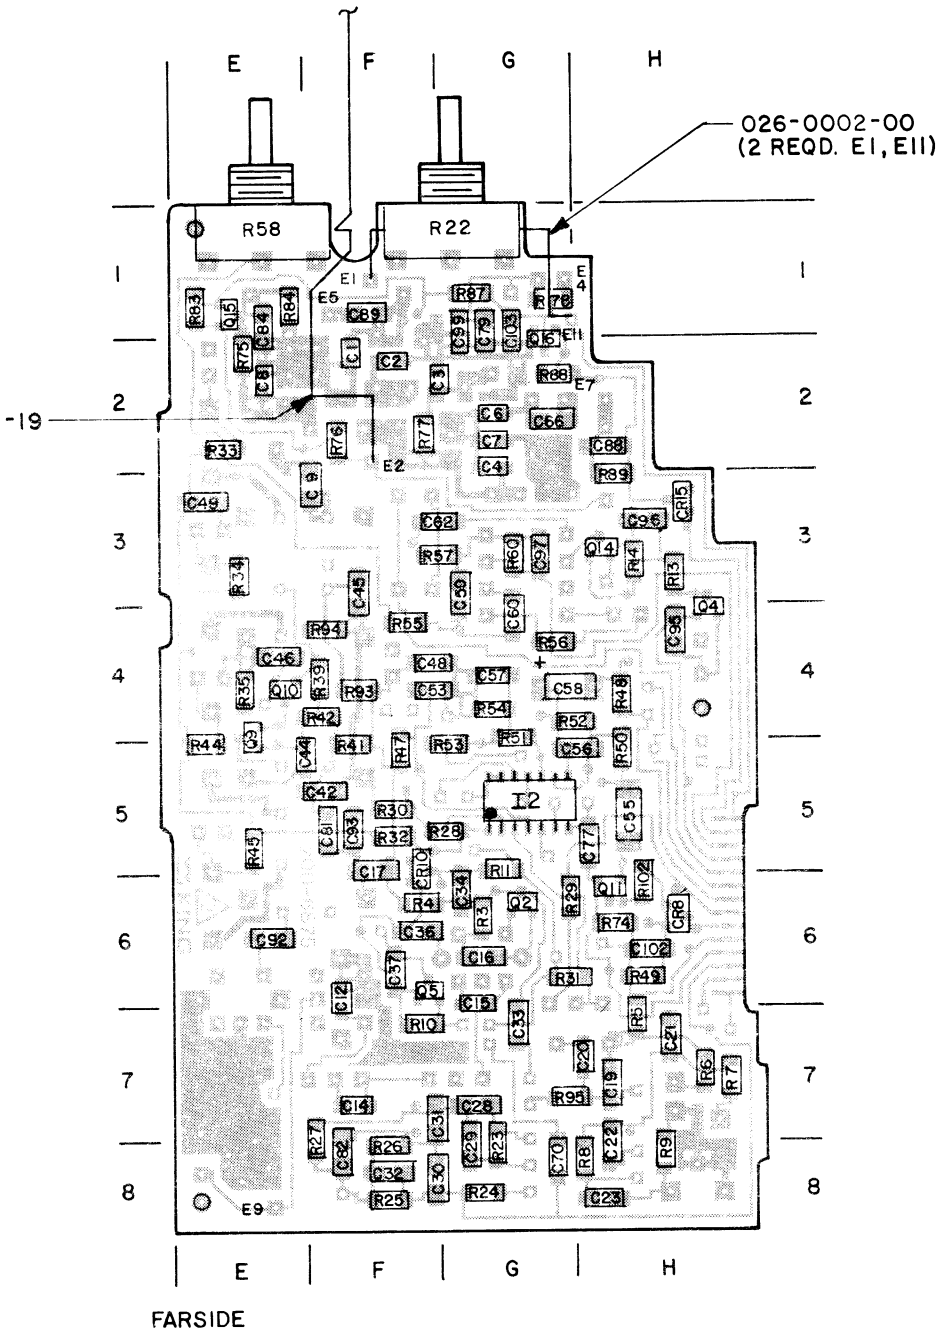 E F G H
026-0002-00
(2 REQD. E1, E11)
R58 R22
1 E1 E4 1
R83 Q15 C84 R84 E5 C89 R87 R78
C99 C79 C103 Q16 E11
R75 C1 C2
C3 R88 E7
2 2
-19 C6 C66
R76 R77 C7 C88
R33 E2 C4 R89
C9
C49 CR15
C62 C96
3 3
R57 R60 C97 Q14 R14 R13
R34 C45 C59 Q4
C60 C95
R94 R55 R56
+
C46 C48
4 R39 C57 4
R35 Q10 R93 C53 C58 R48
R54
R42 R52
R44 Q9 C44 R41 R47 R53 R51 C56 R50
C42
5 R30 I2 C55 5
C81 C93 R32 R28
R45 C77
C17 CR10 R11 R102
C34 R29 Q11
R4 R3 Q2 CR8
R74
6 C92 C36 6
C102
C37 C16
R31 R49
C12 Q5 C15
R10 C33 R5 C21
C20
7 R6 R7 7
C19
R95
C14 C28
C31
R27 C82 R26 C29 R23 C70 R8 C22 R9
C32
8 C30 8
R25 R24 C23
E9
E F G H
FARSIDE